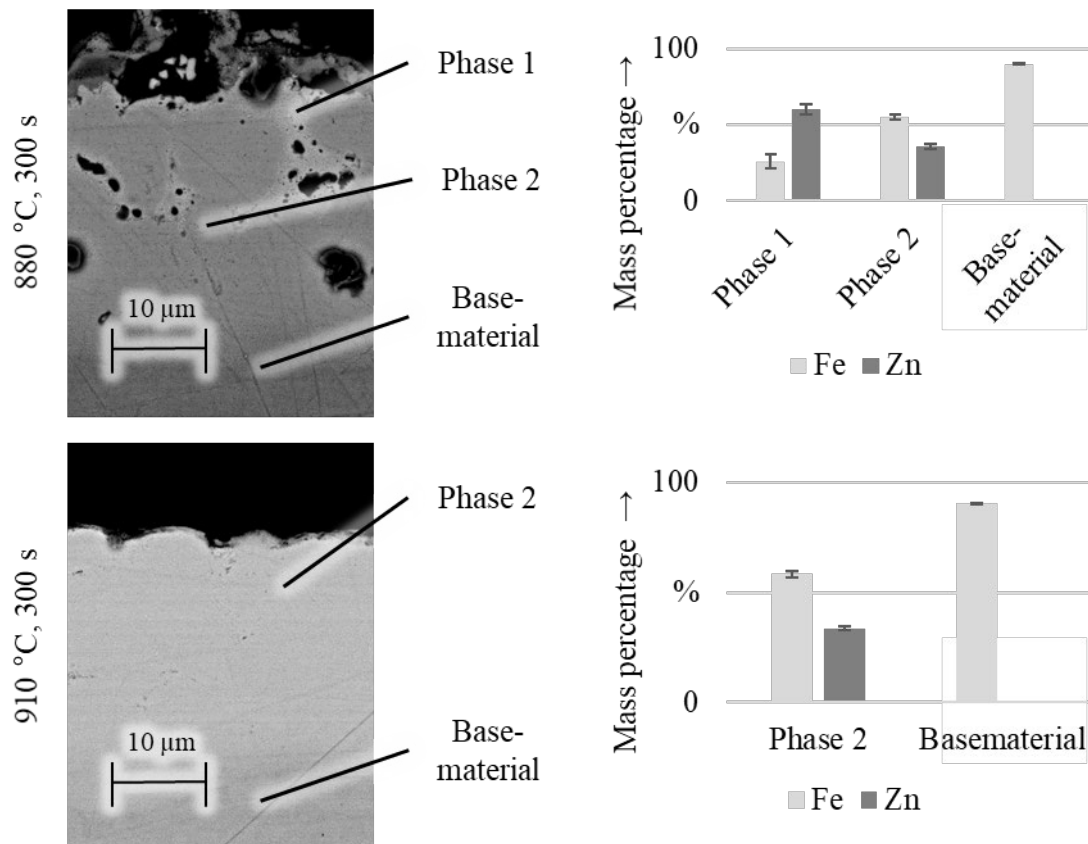 880 °C, 300 s
Phase 1
Phase 2
Base-
material
10 µm
Mass percentage →
100
%
0
Phase 1
Phase 2
Base-
material
Fe
Zn
910 °C, 300 s
Phase 2
Base-
material
10 µm
Mass percentage →
100
%
0
Phase 2
Basematerial
Fe
Zn